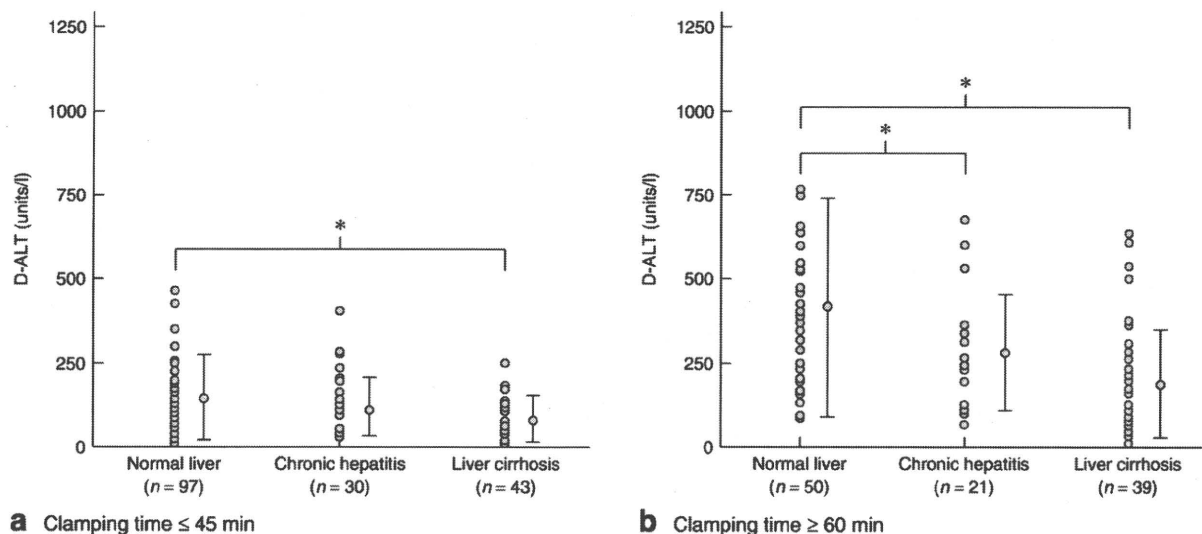 1250
1000
750
500
250
0
D-ALT (units/l)
*
Normal liver
(n = 97)
Chronic hepatitis
(n = 30)
Liver cirrhosis
(n = 43)
a Clamping time ≤ 45 min
1250
1000
750
500
250
0
D-ALT (units/l)
*
*
Normal liver
(n = 50)
Chronic hepatitis
(n = 21)
Liver cirrhosis
(n = 39)
b Clamping time ≥ 60 min